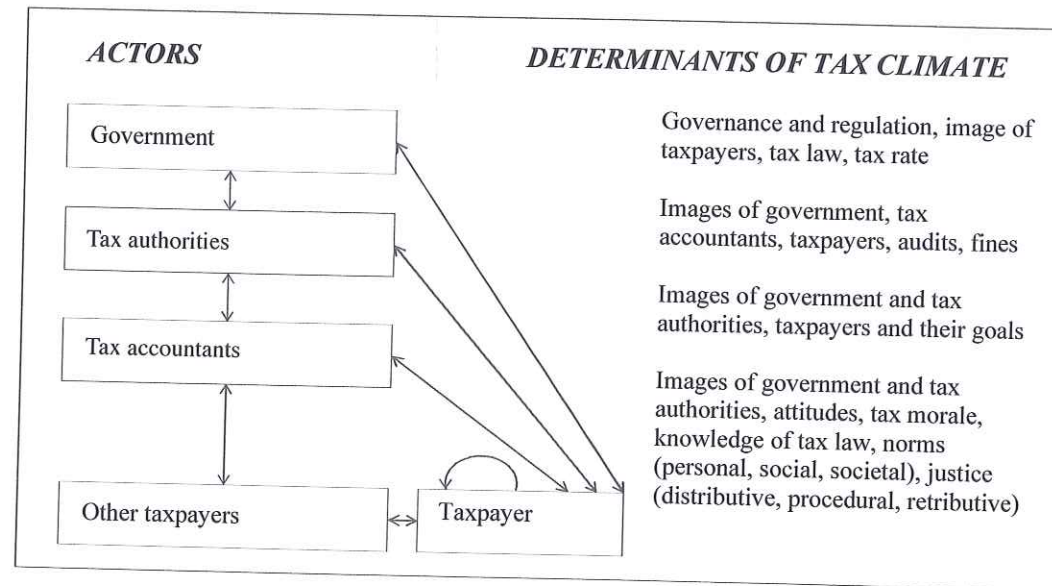 ACTORS
DETERMINANTS OF TAX CLIMATE
Government
Governance and regulation, image of
taxpayers, tax law, tax rate
Tax authorities
Images of government, tax
accountants, taxpayers, audits, fines
Tax accountants
Images of government and tax
authorities, taxpayers and their goals
Other taxpayers
Taxpayer
Images of government and tax
authorities, attitudes, tax morale,
knowledge of tax law, norms
(personal, social, societal), justice
(distributive, procedural, retributive)